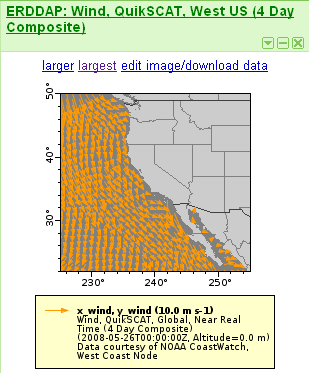 ERDDAP: Wind, QuikSCAT, West US (4 Day
Composite)
larger largest edit image/download data
50°
40°
30°
230° 240° 250°
x_wind, y_wind (10.0 m s-1)
Wind, QuikSCAT, Global, Near Real
Time (4 Day Composite)
(2008-05-26T00:00:00Z, Altitude=0.0 m)
Data courtesy of NOAA CoastWatch,
West Coast Node